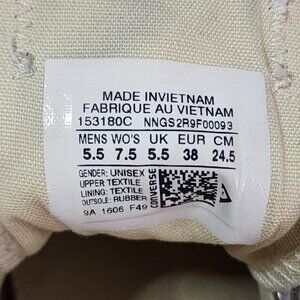 MADE INVIETNAM
FABRIQUE AU VIETNAM
153180C NNGS2R9F00093
MENS WO'S UK EUR CM
5.5 7.5 5.5 38 24.5
GENDER: UNISEX
UPPER TEXTILE
LINING: TEXTILE
OUTSOLE: RUBBER
9A 1606 F49
CONVERSE